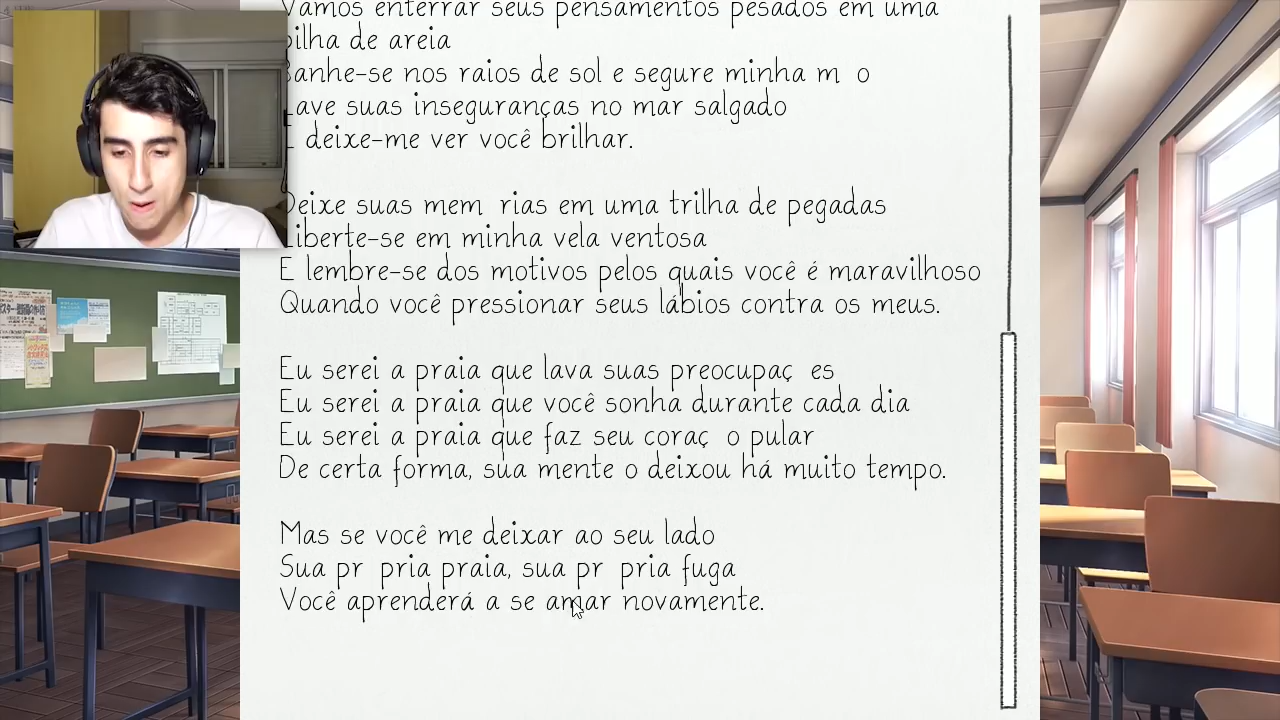 Vamos enterrar seus pensamentos pesados em uma
pilha de areia
Banhe-se nos raios de sol e segure minha m o
Lave suas inseguranças no mar salgado
E deixe-me ver você brilhar.
Deixe suas mem rias em uma trilha de pegadas
Liberte-se em minha vela ventosa
E lembre-se dos motivos pelos quais você é maravilhoso
Quando você pressionar seus lábios contra os meus.
Eu serei a praia que lava suas preocupaç es
Eu serei a praia que você sonha durante cada dia
Eu serei a praia que faz seu coraç o pular
De certa forma, sua mente o deixou há muito tempo.
Mas se você me deixar ao seu lado
Sua pr pria praia, sua pr pria fuga
Você aprenderá a se amar novamente.